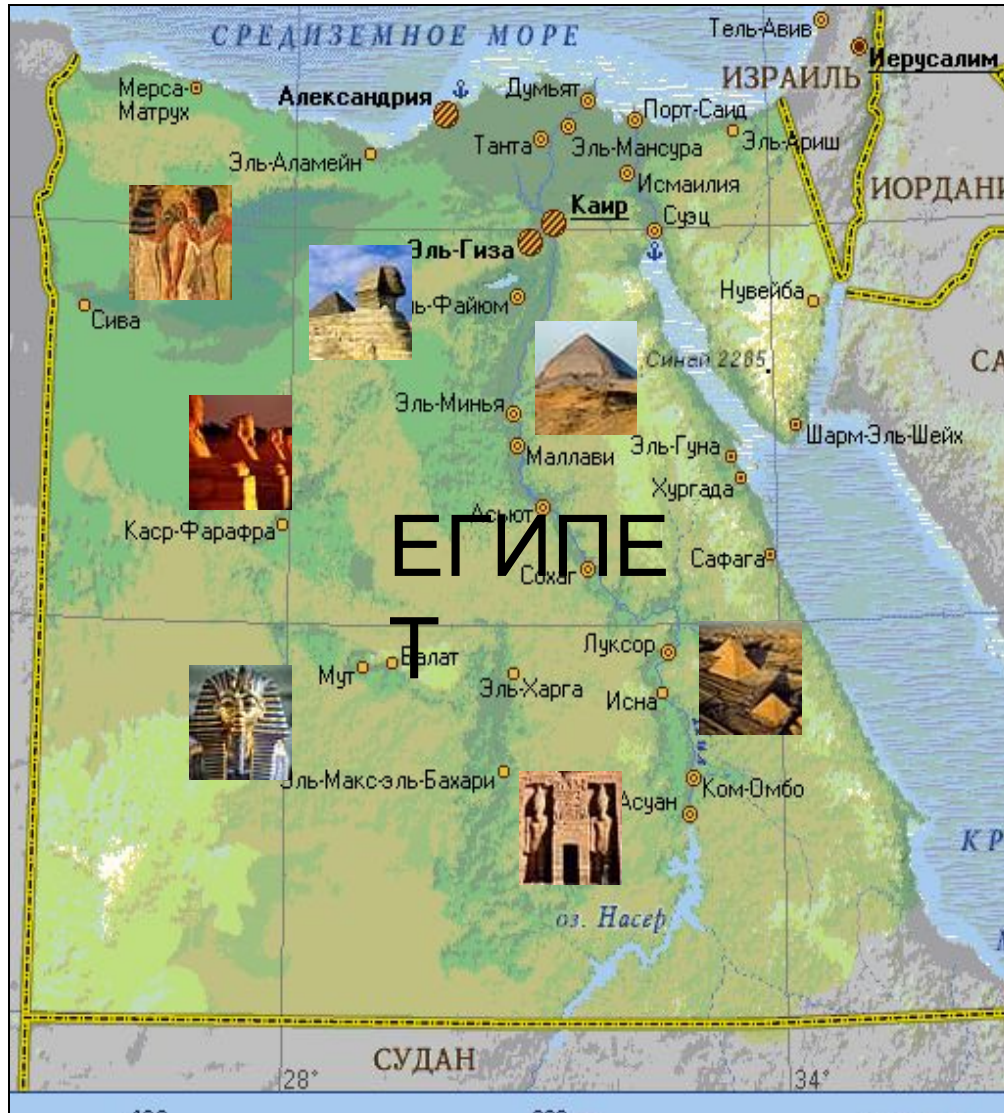 СРЕДИЗЕМНОЕ МОРЕ
Тель-Авив
Иерусалим
ИЗРАИЛЬ
Мерса-
Матрух
Александрия
Думьят
Порт-Саид
Танта
Эль-Мансура
Эль-Ариш
Эль-Аламейн
Исмаилия
ИОРДАН
Каир
Суэц
Эль-Гиза
Нувейба
Сива
ль-Файюм
Синай 2285
СА
Эль-Минья
Шарм-Эль-Шейх
Маллави
Эль-Гуна
Хургада
Асьют
Каср-Фарафра
ЕГИПЕ
Т
Сохаг
Сафага
Луксор
Балат
Мут
Эль-Харга
Исна
Эль-Макс-эль-Бахари
Ком-Омбо
Асуан
КР
оз. Насер
СУДАН
28°
34°